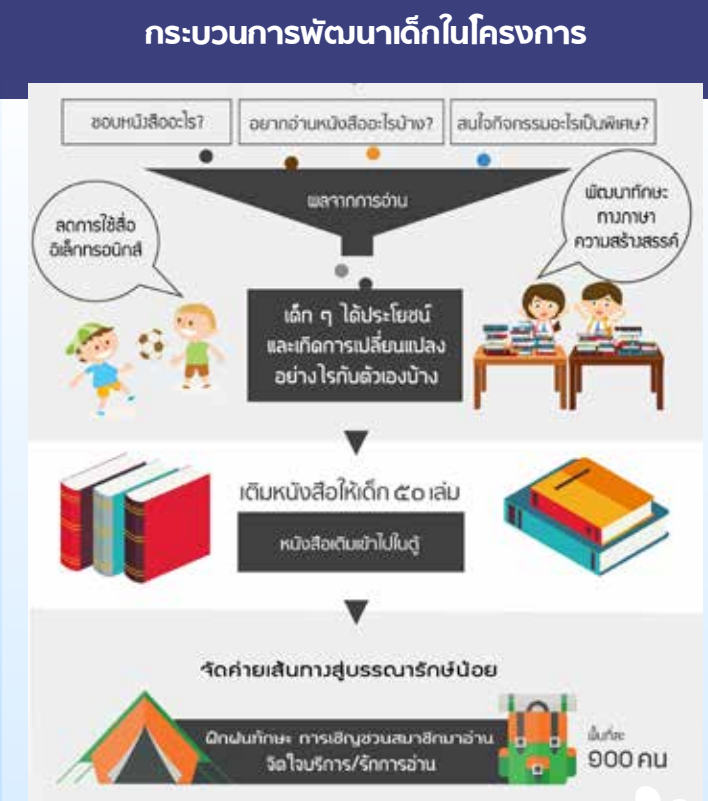 กระบวนการพัฒนาเด็กในโครงการ
ชอบหนังสืออะไร?
อยากอ่านหนังสืออะไรบ้าง?
สนใจกิจกรรมอะไรเป็นพิเศษ?
ผลจากการอ่าน
ลดการใช้สื่อ
อิเล็กทรอนิกส์
พัฒนาทักษะ
ทางภาษา
ความสร้างสรรค์
เด็ก ๆ ได้ประโยชน์
และเกิดการเปลี่ยนแปลง
อย่างไรกับตัวเองบ้าง
เติมหนังสือให้เด็ก ๕๐ เล่ม
หนังสือเติมเข้าไปในตู้
จัดค่ายเส้นทางสู่บรรณารักษ์น้อย
ฝึกฝนทักษะ การเชิญชวนสมาชิกมาอ่าน
จิตใจบริการ/รักการอ่าน
พื้นที่ละ
๑๐๐ คน